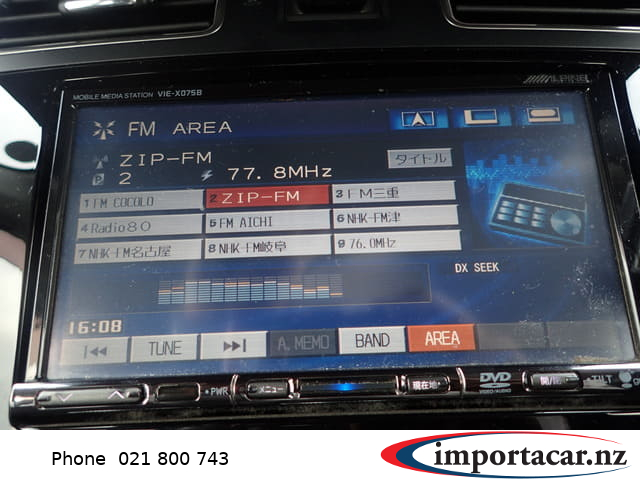 ALPINE
MOBILE MEDIA STATION VIE-X075B
FM AREA
ZIP-FM
P 2 77.8MHz
タイトル
1 FM COCOLO
2 ZIP-FM
3 FM三重
4 Radio80
5 FM AICHI
6 NHK-FM津
7 NHK-FM名古屋
8 NHK-FM岐阜
9 76.0MHz
DX SEEK
16:08
TUNE
A. MEMO
BAND
AREA
PWR
メニュー
現在地
DVD
VIDEO/AUDIO
TILT
Phone 021 800 743
importacar.nz